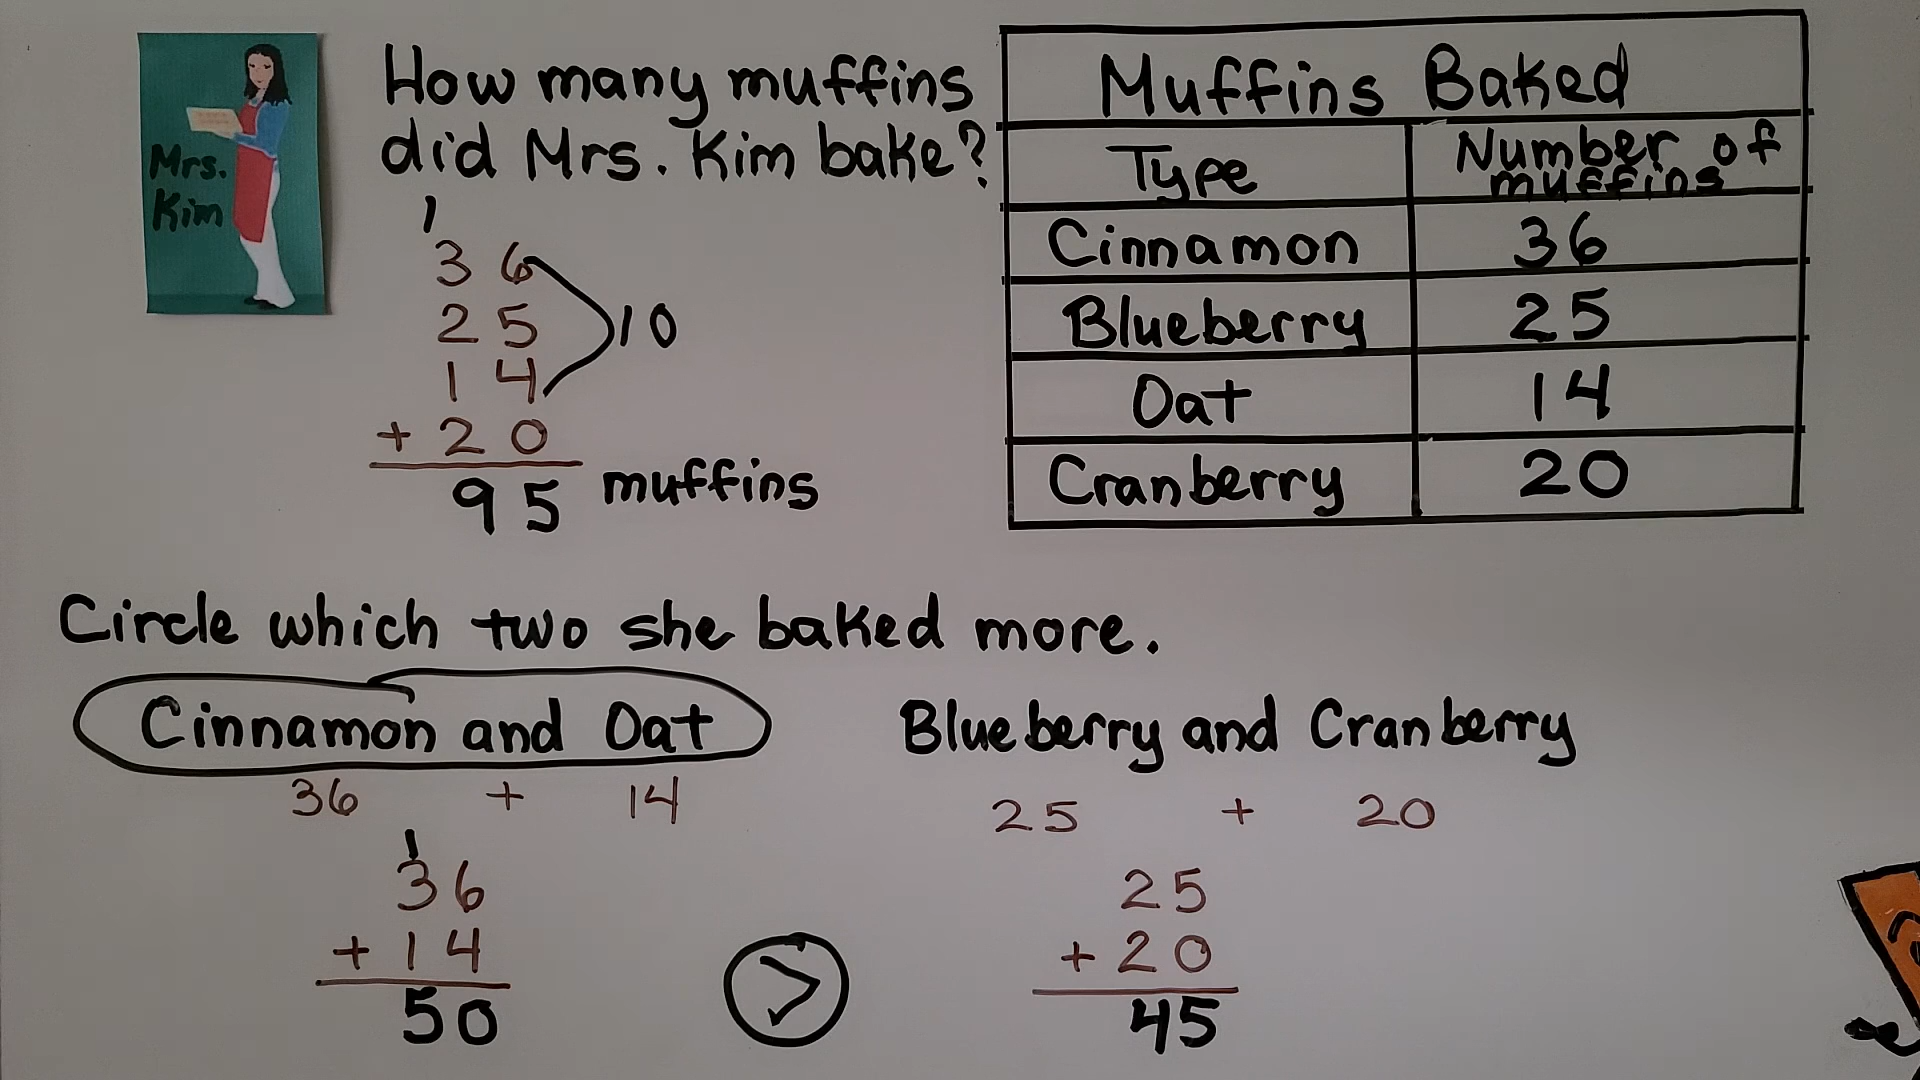 Mrs.
Kim
How many muffins
did Mrs. Kim bake?
1
36
25
10
14
+ 20
95 muffins
Muffins Baked
Type Number of muffins
Cinnamon 36
Blueberry 25
Oat 14
Cranberry 20
Circle which two she baked more.
Cinnamon and Oat Blueberry and Cranberry
36 + 14 25 + 20
1
36 25
+ 14 + 20
50 > 45